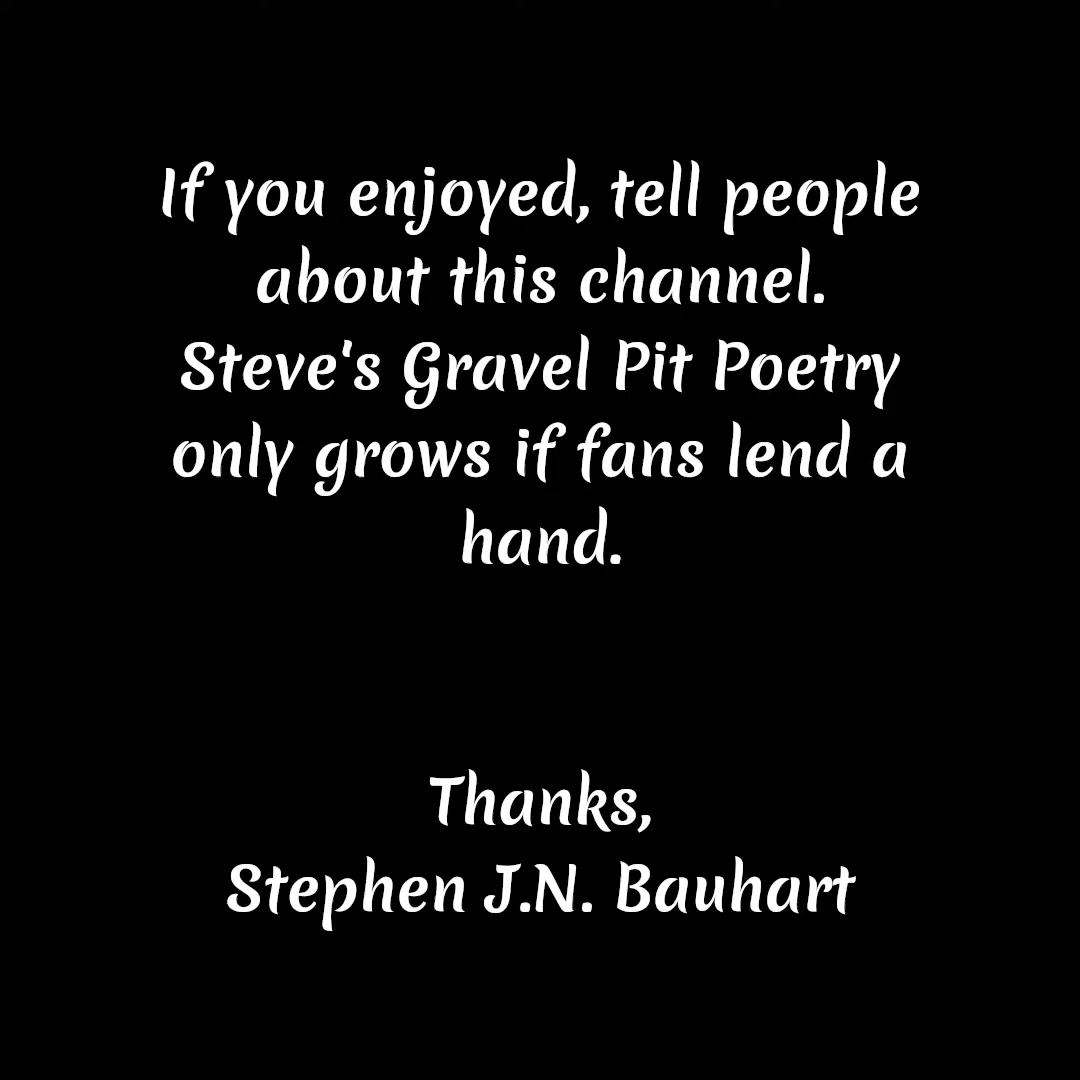 If you enjoyed, tell people
about this channel.
Steve's Gravel Pit Poetry
only grows if fans lend a
hand.
Thanks,
Stephen J.N. Bauhart